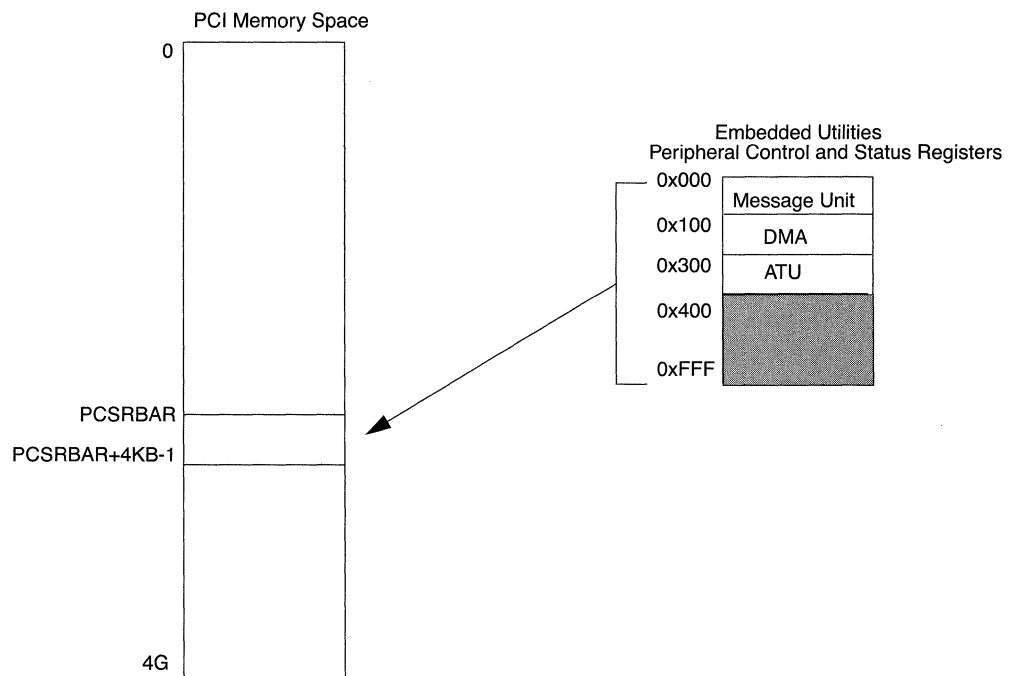 PCI Memory Space
0
PCSRBAR
PCSRBAR+4KB-1
4G
Embedded Utilities
Peripheral Control and Status Registers
0x000
Message Unit
0x100
DMA
0x300
ATU
0x400
0xFFF